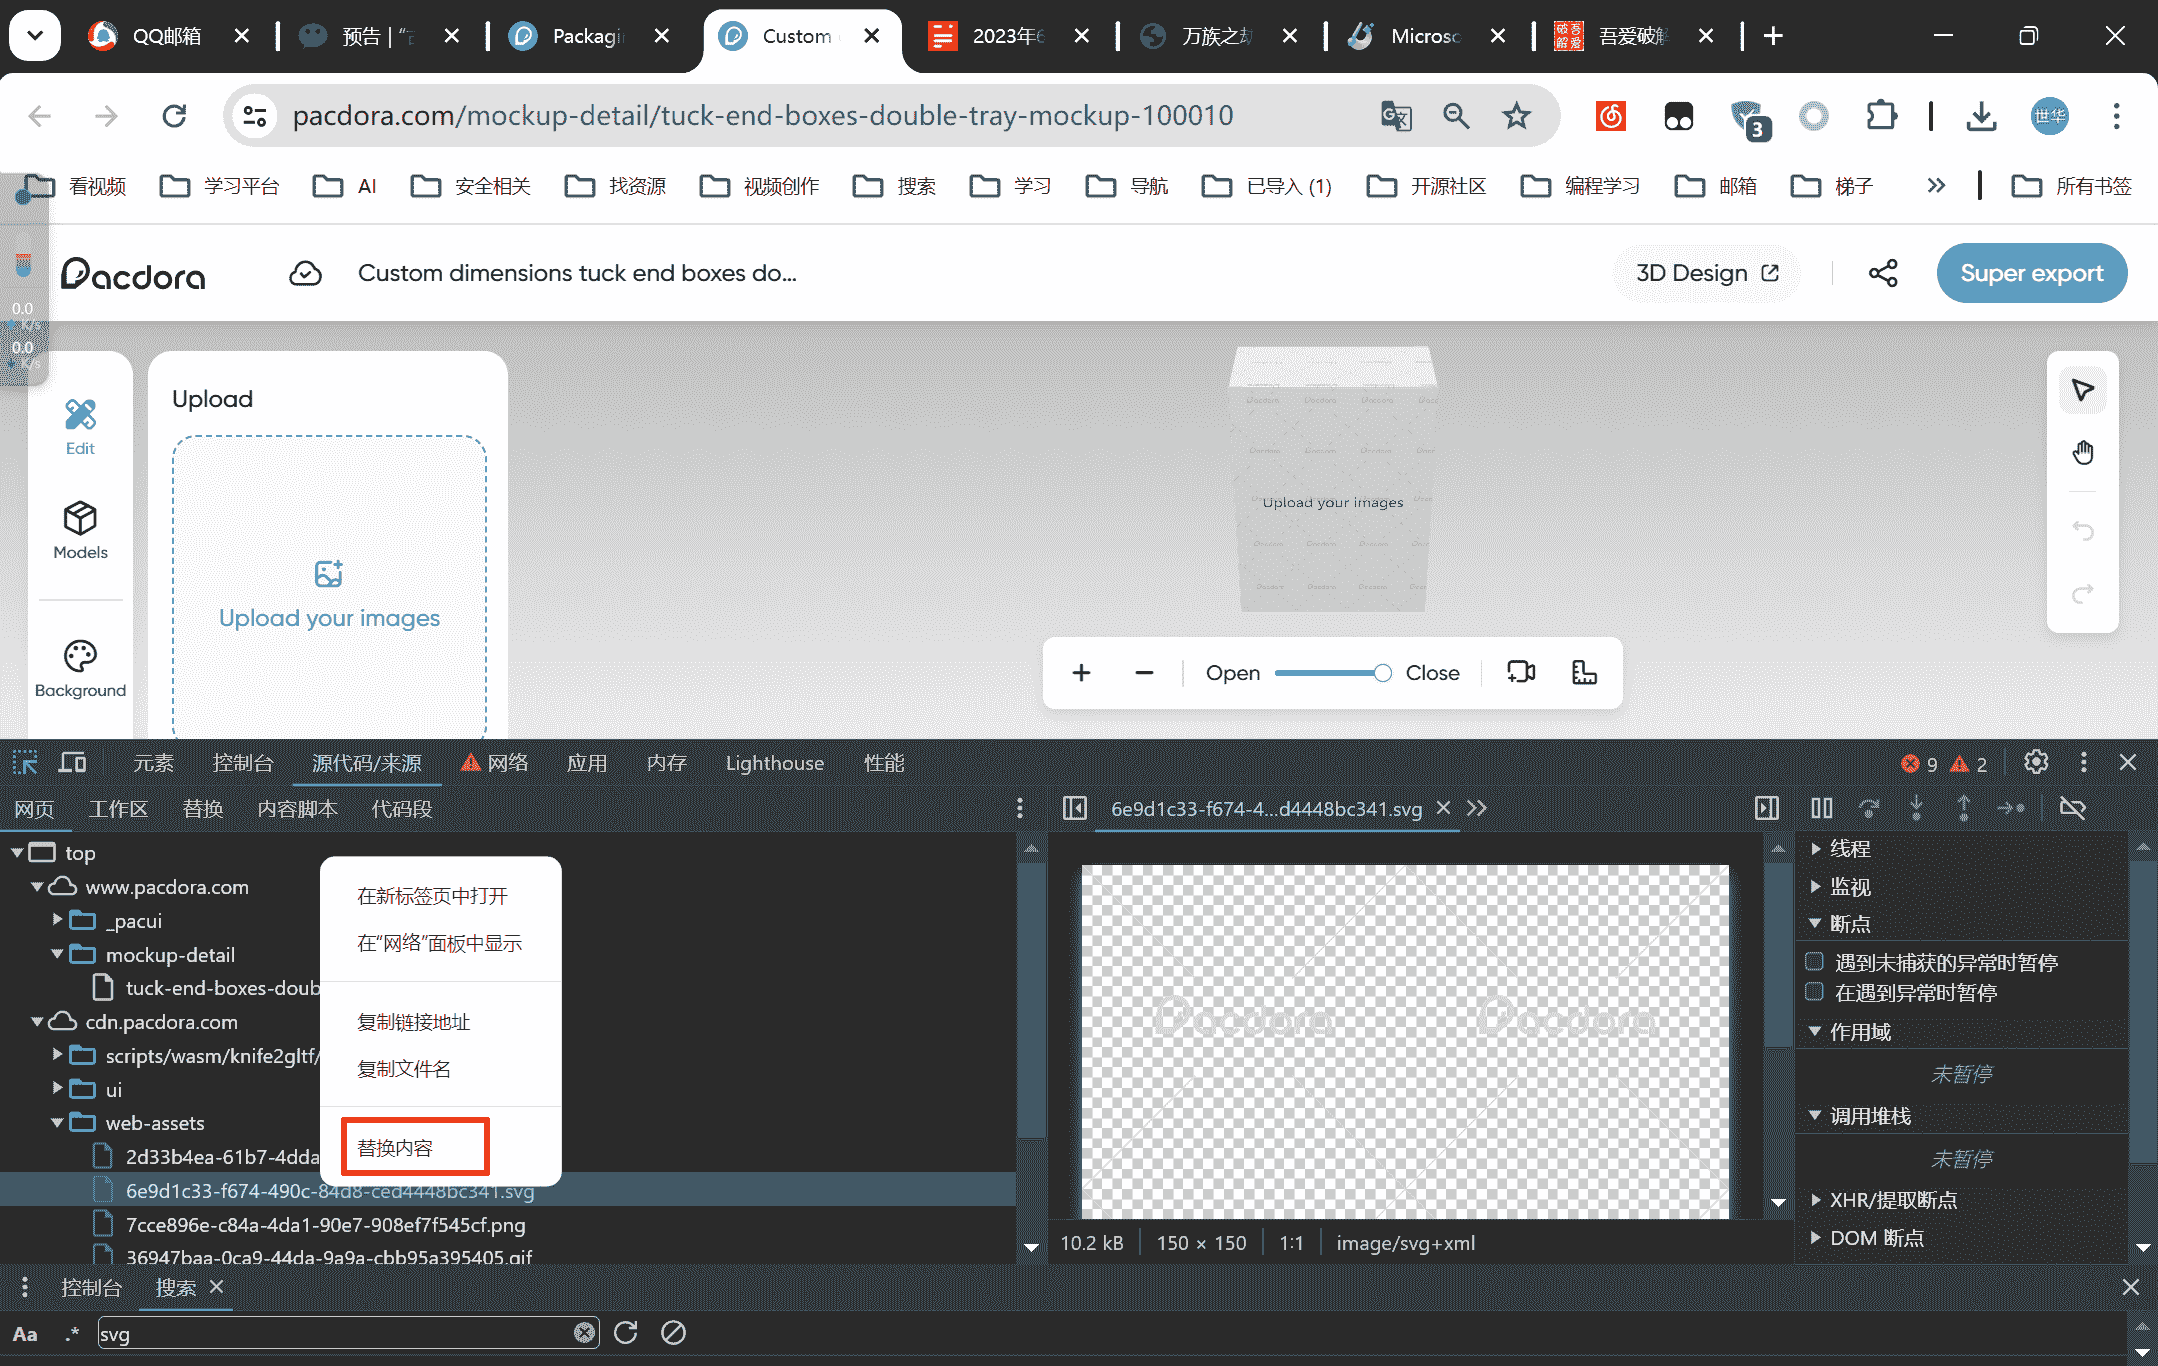 QQ邮箱
预告 | “古
Packagin
Custom
2023年6
万族之劫
Microso
吾爱破解
pacdora.com/mockup-detail/tuck-end-boxes-double-tray-mockup-100010
3
世华
看视频
学习平台
AI
安全相关
找资源
视频创作
搜索
学习
导航
已导入 (1)
开源社区
编程学习
邮箱
梯子
所有书签
0.0
K/s
0.0
K/s
Pacdora
Custom dimensions tuck end boxes do...
3D Design
Super export
Edit
Models
Background
Upload
Upload your images
Upload your images
Open
Close
元素
控制台
源代码/来源
网络
应用
内存
Lighthouse
性能
9
2
网页
工作区
替换
内容脚本
代码段
6e9d1c33-f674-4...d4448bc341.svg
top
www.pacdora.com
_pacui
mockup-detail
tuck-end-boxes-doub
cdn.pacdora.com
scripts/wasm/knife2gltf/
ui
web-assets
2d33b4ea-61b7-4dda
6e9d1c33-f674-490c-84d8-ced4448bc341.svg
7cce896e-c84a-4da1-90e7-908ef7f545cf.png
36947baa-0ca9-44da-9a9a-cbb95a395405.gif
在新标签页中打开
在“网络”面板中显示
复制链接地址
复制文件名
替换内容
Pacdora
Pacdora
10.2 kB
150 × 150
1:1
image/svg+xml
线程
监视
断点
遇到未捕获的异常时暂停
在遇到异常时暂停
作用域
未暂停
调用堆栈
未暂停
XHR/提取断点
DOM 断点
控制台
搜索
Aa
.*
svg